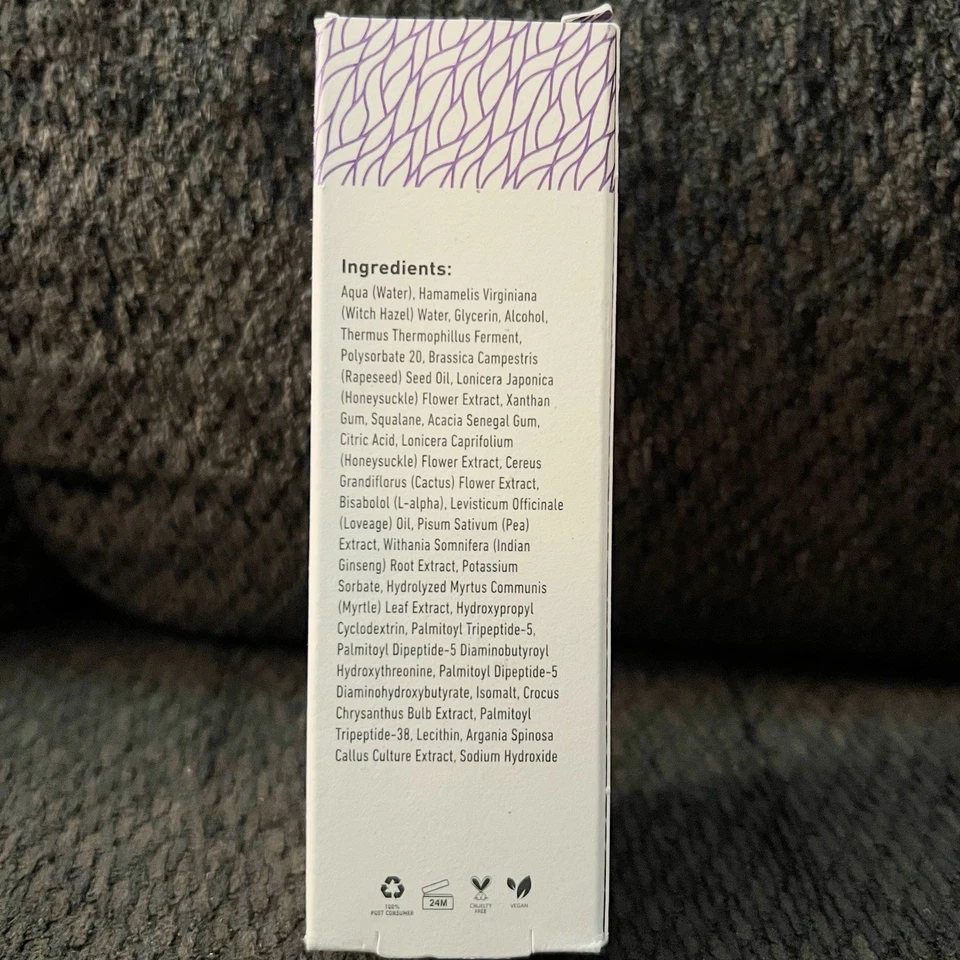 Ingredients:
Aqua (Water), Hamamelis Virginiana
(Witch Hazel) Water, Glycerin, Alcohol,
Thermus Thermophillus Ferment,
Polysorbate 20, Brassica Campestris
(Rapeseed) Seed Oil, Lonicera Japonica
(Honeysuckle) Flower Extract, Xanthan
Gum, Squalane, Acacia Senegal Gum,
Citric Acid, Lonicera Caprifolium
(Honeysuckle) Flower Extract, Cereus
Grandiflorus (Cactus) Flower Extract,
Bisabolol (L-alpha), Levisticum Officinale
(Loveage) Oil, Pisum Sativum (Pea)
Extract, Withania Somnifera (Indian
Ginseng) Root Extract, Potassium
Sorbate, Hydrolyzed Myrtus Communis
(Myrtle) Leaf Extract, Hydroxypropyl
Cyclodextrin, Palmitoyl Tripeptide-5,
Palmitoyl Dipeptide-5 Diaminobutyroyl
Hydroxythreonine, Palmitoyl Dipeptide-5
Diaminohydroxybutyrate, Isomalt, Crocus
Chrysanthus Bulb Extract, Palmitoyl
Tripeptide-38, Lecithin, Argania Spinosa
Callus Culture Extract, Sodium Hydroxide
100%
POST CONSUMER
24M
CRUELTY
FREE
VEGAN